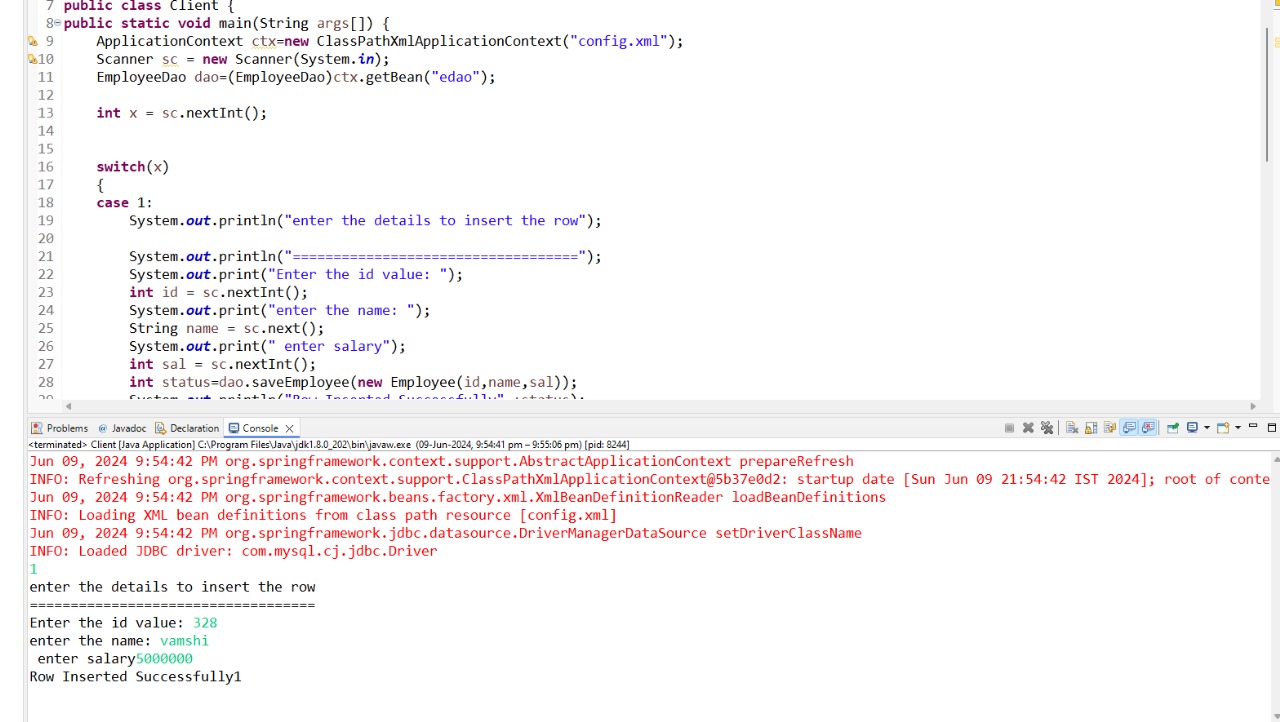 7 public class Client {
8 public static void main(String args[]) {
9 ApplicationContext ctx=new ClassPathXmlApplicationContext("config.xml");
10 Scanner sc = new Scanner(System.in);
11 EmployeeDao dao=(EmployeeDao)ctx.getBean("edao");
12
13 int x = sc.nextInt();
14
15
16 switch(x)
17 {
18 case 1:
19 System.out.println("enter the details to insert the row");
20
21 System.out.println("===================================");
22 System.out.print("Enter the id value: ");
23 int id = sc.nextInt();
24 System.out.print("enter the name: ");
25 String name = sc.next();
26 System.out.print(" enter salary");
27 int sal = sc.nextInt();
28 int status=dao.saveEmployee(new Employee(id,name,sal));
29 System.out.println("Row Inserted Successfully" +status);
Problems Javadoc Declaration Console
<terminated> Client [Java Application] C:\Program Files\Java\jdk1.8.0_202\bin\javaw.exe (09-Jun-2024, 9:54:41 pm – 9:55:06 pm) [pid: 8244]
Jun 09, 2024 9:54:42 PM org.springframework.context.support.AbstractApplicationContext prepareRefresh
INFO: Refreshing org.springframework.context.support.ClassPathXmlApplicationContext@5b37e0d2: startup date [Sun Jun 09 21:54:42 IST 2024]; root of conte
Jun 09, 2024 9:54:42 PM org.springframework.beans.factory.xml.XmlBeanDefinitionReader loadBeanDefinitions
INFO: Loading XML bean definitions from class path resource [config.xml]
Jun 09, 2024 9:54:42 PM org.springframework.jdbc.datasource.DriverManagerDataSource setDriverClassName
INFO: Loaded JDBC driver: com.mysql.cj.jdbc.Driver
1
enter the details to insert the row
===================================
Enter the id value: 328
enter the name: vamshi
enter salary5000000
Row Inserted Successfully1